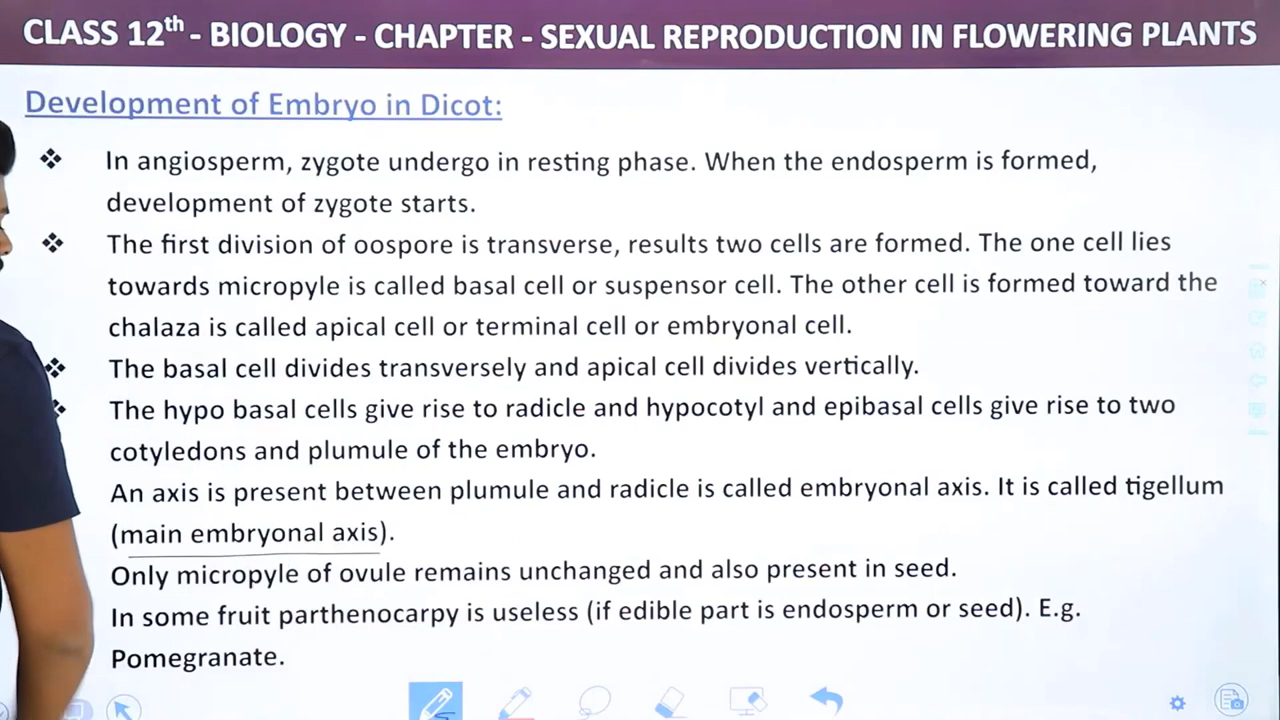 CLASS 12th - BIOLOGY - CHAPTER - SEXUAL REPRODUCTION IN FLOWERING PLANTS
Development of Embryo in Dicot:
In angiosperm, zygote undergo in resting phase. When the endosperm is formed,
development of zygote starts.
The first division of oospore is transverse, results two cells are formed. The one cell lies
towards micropyle is called basal cell or suspensor cell. The other cell is formed toward the
chalaza is called apical cell or terminal cell or embryonal cell.
The basal cell divides transversely and apical cell divides vertically.
The hypo basal cells give rise to radicle and hypocotyl and epibasal cells give rise to two
cotyledons and plumule of the embryo.
An axis is present between plumule and radicle is called embryonal axis. It is called tigellum
(main embryonal axis).
Only micropyle of ovule remains unchanged and also present in seed.
In some fruit parthenocarpy is useless (if edible part is endosperm or seed). E.g.
Pomegranate.